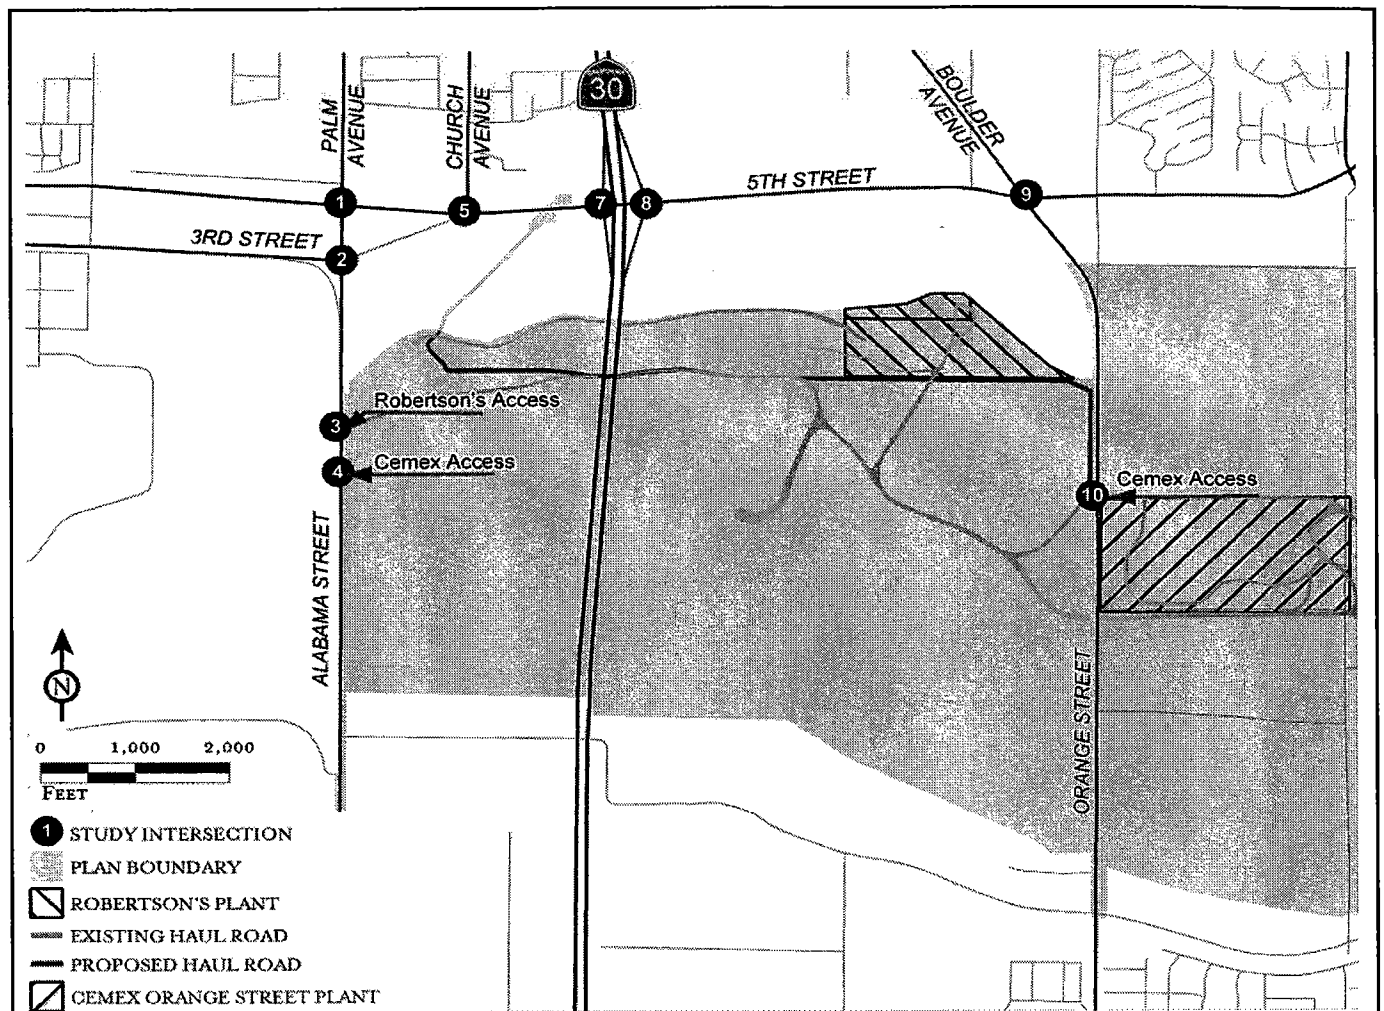 30
PALM
AVENUE
CHURCH
AVENUE
BOULDER
AVENUE
5TH STREET
9
1
5
7
8
3RD STREET
2
Robertson's Access
3
Cemex Access
4
Cemex Access
10
ALABAMA STREET
ORANGE STREET
N
0 1,000 2,000
FEET
1 STUDY INTERSECTION
PLAN BOUNDARY
ROBERTSON'S PLANT
EXISTING HAUL ROAD
PROPOSED HAUL ROAD
CEMEX ORANGE STREET PLANT